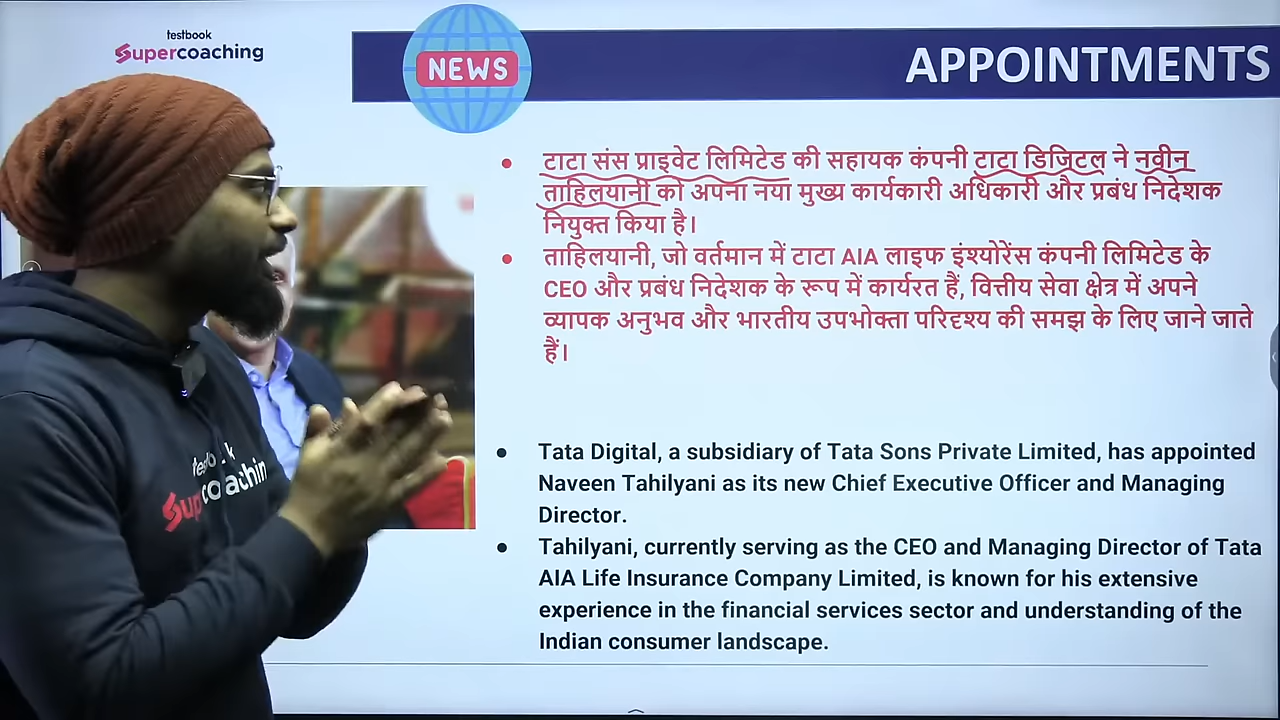 testbook
Supercoaching
NEWS
APPOINTMENTS
• टाटा संस प्राइवेट लिमिटेड की सहायक कंपनी टाटा डिजिटल ने नवीन
ताहिलयानी को अपना नया मुख्य कार्यकारी अधिकारी और प्रबंध निदेशक
नियुक्त किया है।
• ताहिलयानी, जो वर्तमान में टाटा AIA लाइफ इंश्योरेंस कंपनी लिमिटेड के
CEO और प्रबंध निदेशक के रूप में कार्यरत हैं, वित्तीय सेवा क्षेत्र में अपने
व्यापक अनुभव और भारतीय उपभोक्ता परिदृश्य की समझ के लिए जाने जाते
हैं।
• Tata Digital, a subsidiary of Tata Sons Private Limited, has appointed
Naveen Tahilyani as its new Chief Executive Officer and Managing
Director.
• Tahilyani, currently serving as the CEO and Managing Director of Tata
AIA Life Insurance Company Limited, is known for his extensive
experience in the financial services sector and understanding of the
Indian consumer landscape.